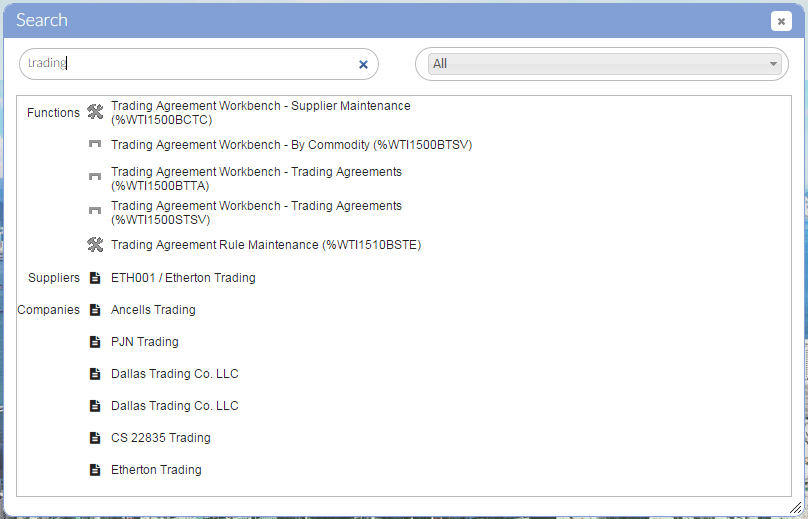 Search
trading
All
Functions
Trading Agreement Workbench - Supplier Maintenance
(%WTI1500BCTC)
Trading Agreement Workbench - By Commodity (%WTI1500BTSV)
Trading Agreement Workbench - Trading Agreements
(%WTI1500BTTA)
Trading Agreement Workbench - Trading Agreements
(%WTI1500STSV)
Trading Agreement Rule Maintenance (%WTI1510BSTE)
Suppliers ETH001 / Etherton Trading
Companies Ancells Trading
PJN Trading
Dallas Trading Co. LLC
Dallas Trading Co. LLC
CS 22835 Trading
Etherton Trading